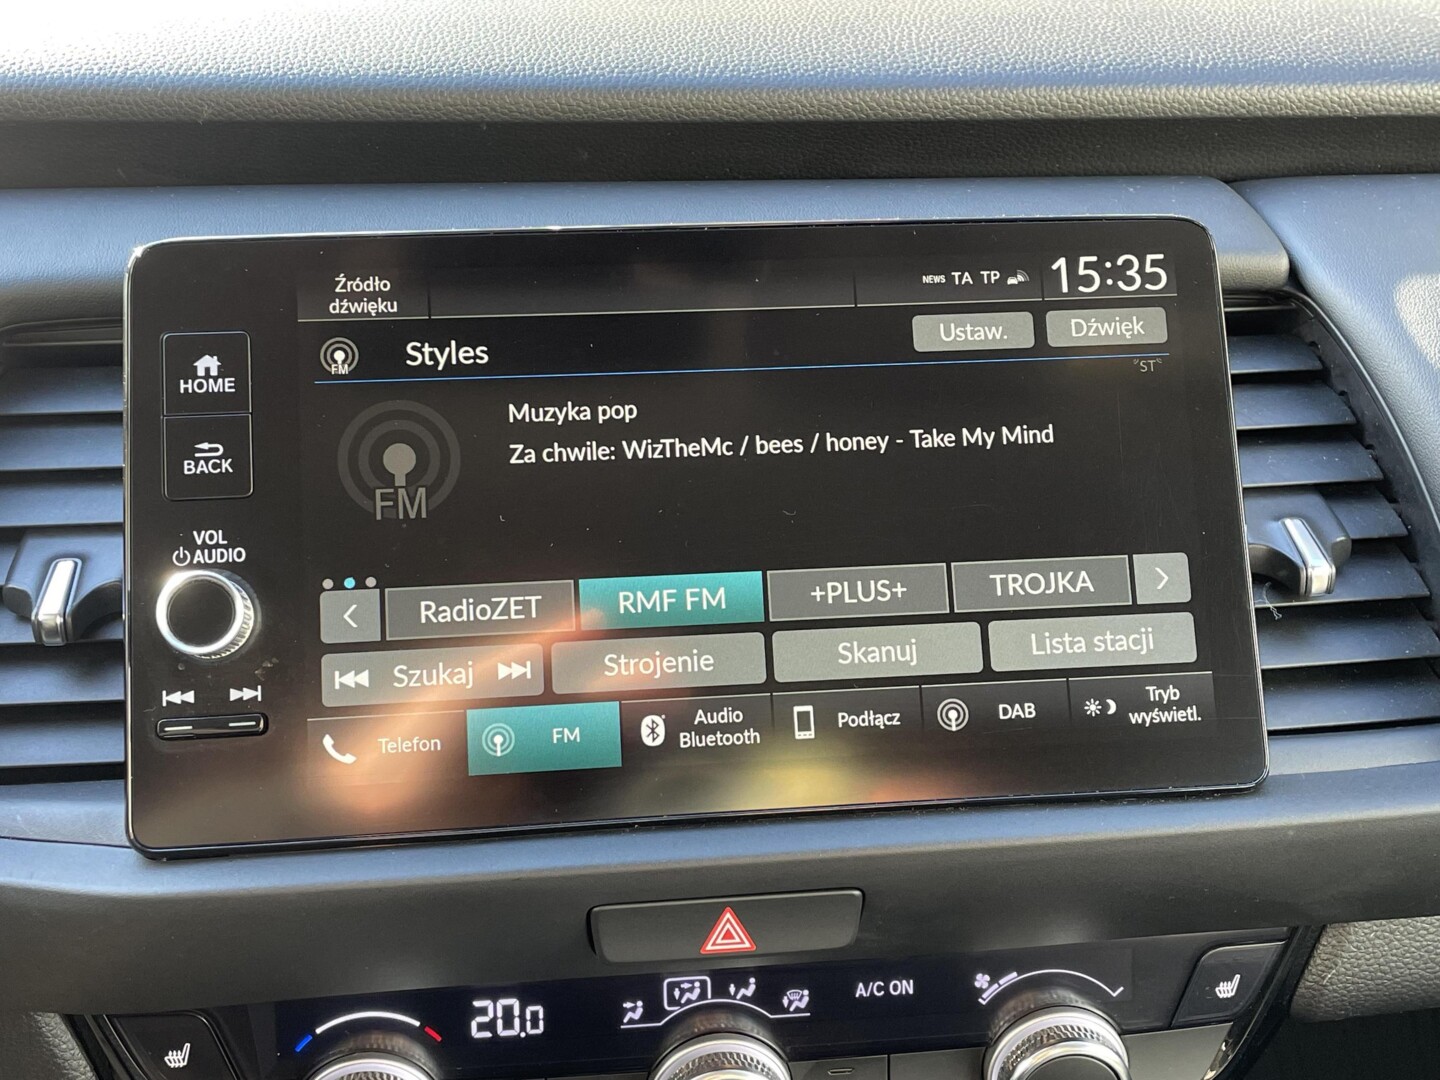 Źródło
dźwięku
NEWS TA TP
15:35
FM
Styles
Ustaw.
Dźwięk
ST
HOME
BACK
VOL
AUDIO
FM
Muzyka pop
Za chwile: WizTheMc / bees / honey - Take My Mind
RadioZET
RMF FM
+PLUS+
TROJKA
Szukaj
Strojenie
Skanuj
Lista stacji
Telefon
FM
Audio
Bluetooth
Podłącz
DAB
Tryb
wyświetl.
20.0
A/C ON